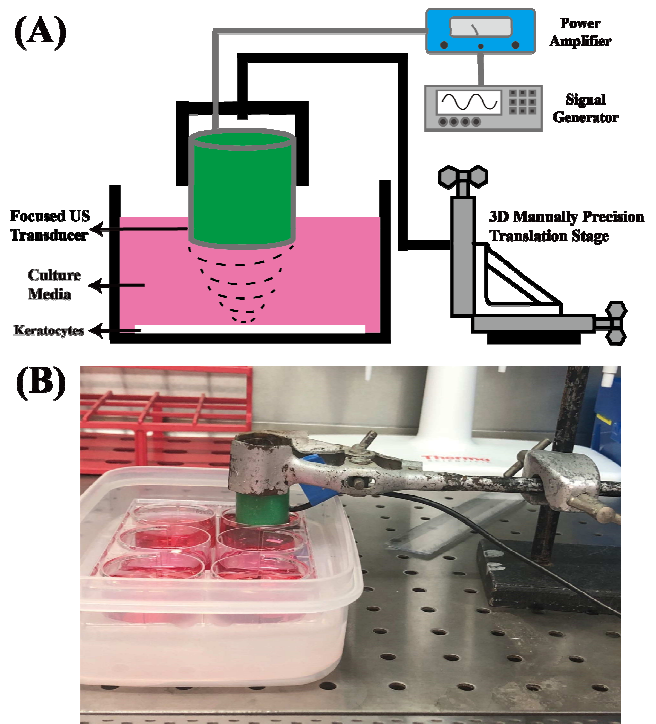 (A)
Power
Amplifier
Signal
Generator
Focused US
Transducer
3D Manually Precision
Translation Stage
Culture
Media
Keratocytes
(B)
Thermo